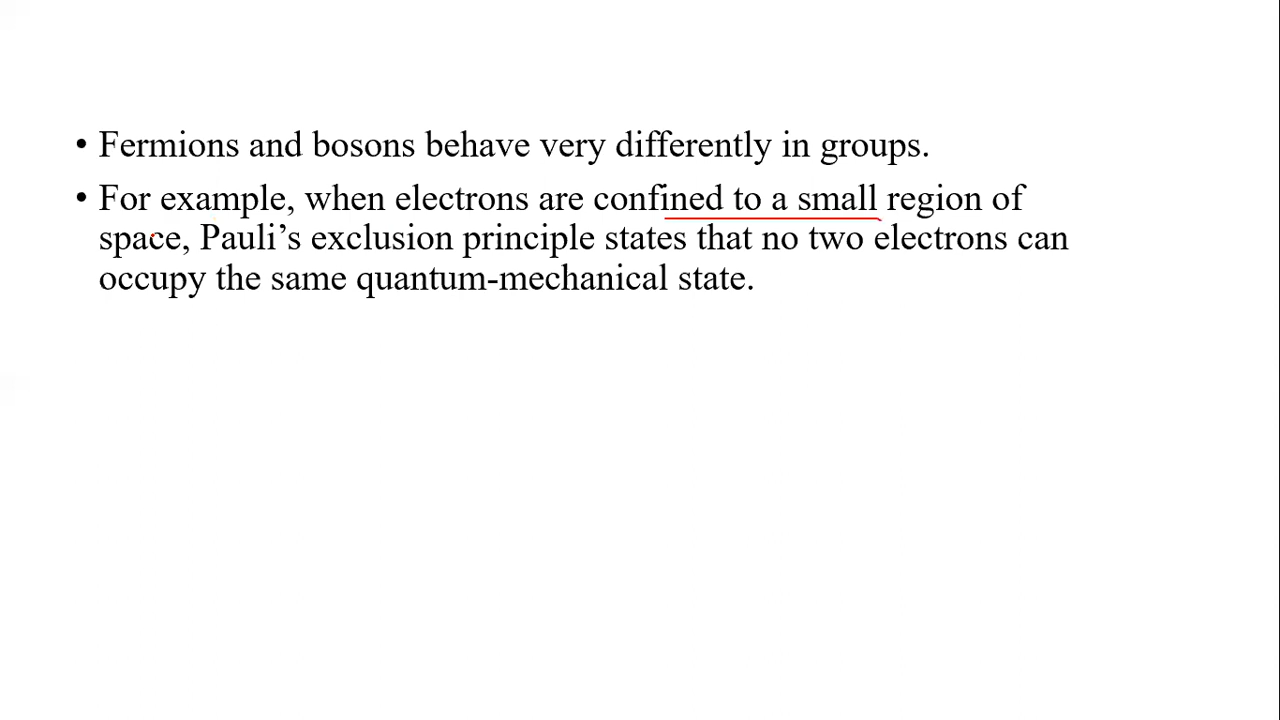 • Fermions and bosons behave very differently in groups.
• For example, when electrons are confined to a small region of
space, Pauli’s exclusion principle states that no two electrons can
occupy the same quantum-mechanical state.